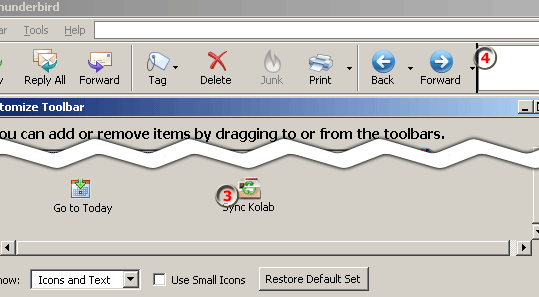 hunderbird
ar Tools Help
Reply All Forward Tag Delete Junk Print Back Forward 4
tomize Toolbar
ou can add or remove items by dragging to or from the toolbars.
3
Go to Today Sync Kolab
how: Icons and Text Use Small Icons Restore Default Set